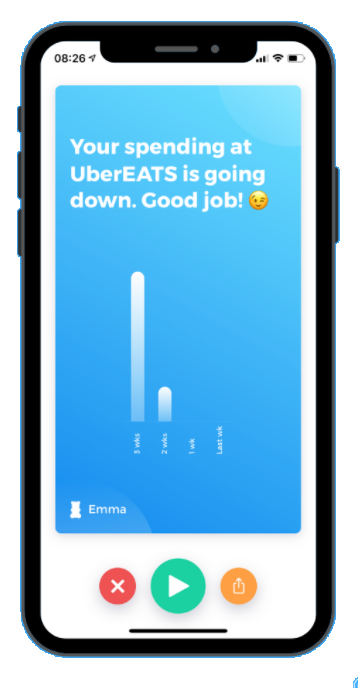 08:26
Your spending at
UberEATS is going
down. Good job! 😉
3 wks
2 wks
1 wk
Last wk
Emma